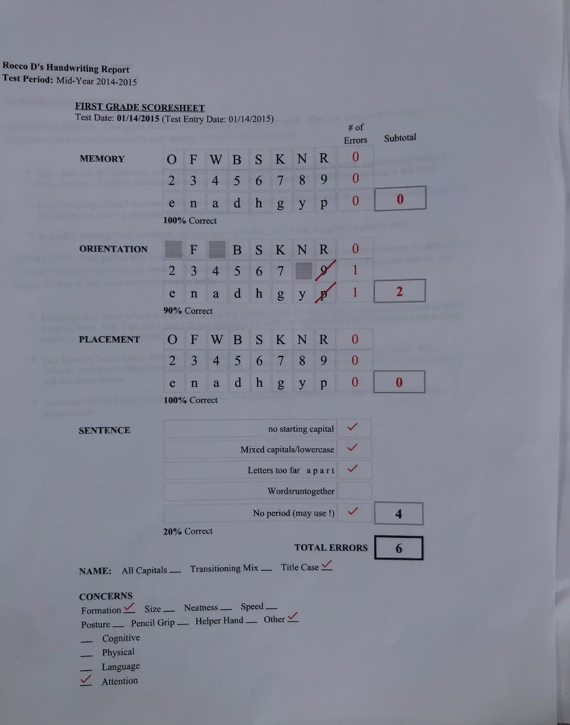 Rocco D's Handwriting Report
Test Period: Mid-Year 2014-2015
FIRST GRADE SCORESHEET
Test Date: 01/14/2015 (Test Entry Date: 01/14/2015)
# of
Errors Subtotal
MEMORY O F W B S K N R 0
2 3 4 5 6 7 8 9 0
e n a d h g y p 0 0
100% Correct
ORIENTATION F B S K N R 0
2 3 4 5 6 7 9 1
e n a d h g y p 1 2
90% Correct
PLACEMENT O F W B S K N R 0
2 3 4 5 6 7 8 9 0
e n a d h g y p 0 0
100% Correct
SENTENCE no starting capital ✓
Mixed capitals/lowercase ✓
Letters too far a p a r t ✓
Wordsruntogether
No period (may use !) ✓ 4
20% Correct
TOTAL ERRORS 6
NAME: All Capitals __ Transitioning Mix __ Title Case ✓
CONCERNS
Formation ✓ Size __ Neatness __ Speed __
Posture __ Pencil Grip __ Helper Hand __ Other ✓
__ Cognitive
__ Physical
__ Language
✓ Attention